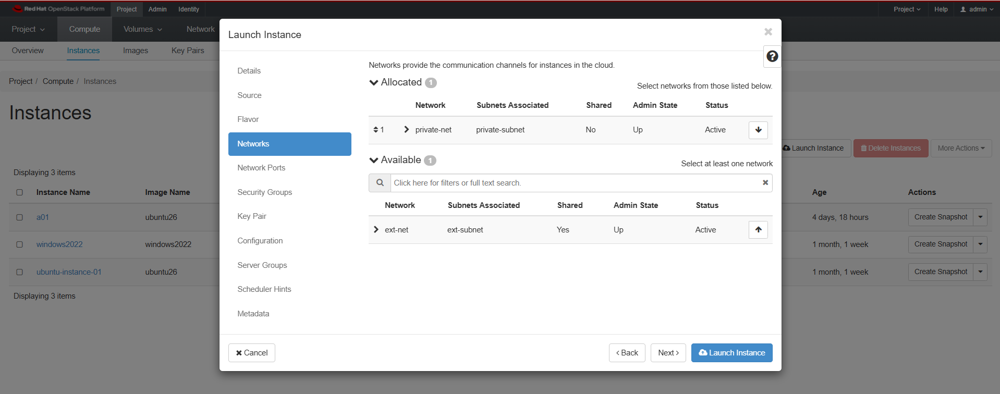 Red Hat OpenStack Platform Project Admin Identity Project Help admin
Project Compute Volumes Network
Overview Instances Images Key Pairs
Project / Compute / Instances
Instances
Launch Instance Delete Instances More Actions
Displaying 3 items
Instance Name Image Name Age Actions
a01 ubuntu26 4 days, 18 hours Create Snapshot
windows2022 windows2022 1 month, 1 week Create Snapshot
ubuntu-instance-01 ubuntu26 1 month, 1 week Create Snapshot
Displaying 3 items
Launch Instance
Details
Source
Flavor
Networks
Network Ports
Security Groups
Key Pair
Configuration
Server Groups
Scheduler Hints
Metadata
Networks provide the communication channels for instances in the cloud.
Allocated 1
Select networks from those listed below.
Network Subnets Associated Shared Admin State Status
1 private-net private-subnet No Up Active
Available 1
Select at least one network
Click here for filters or full text search.
Network Subnets Associated Shared Admin State Status
ext-net ext-subnet Yes Up Active
Cancel < Back Next > Launch Instance